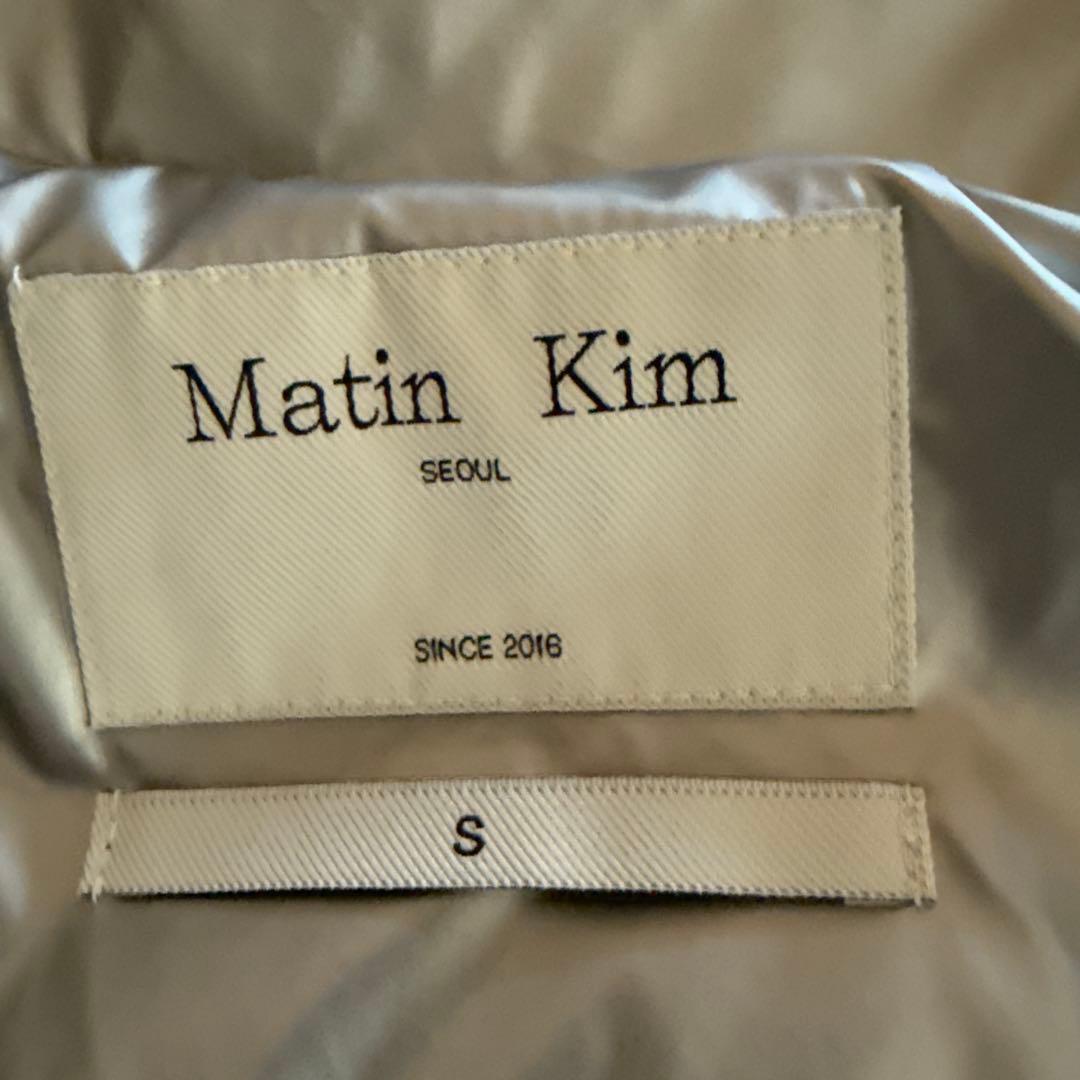 Matin Kim
SEOUL
SINCE 2016
S